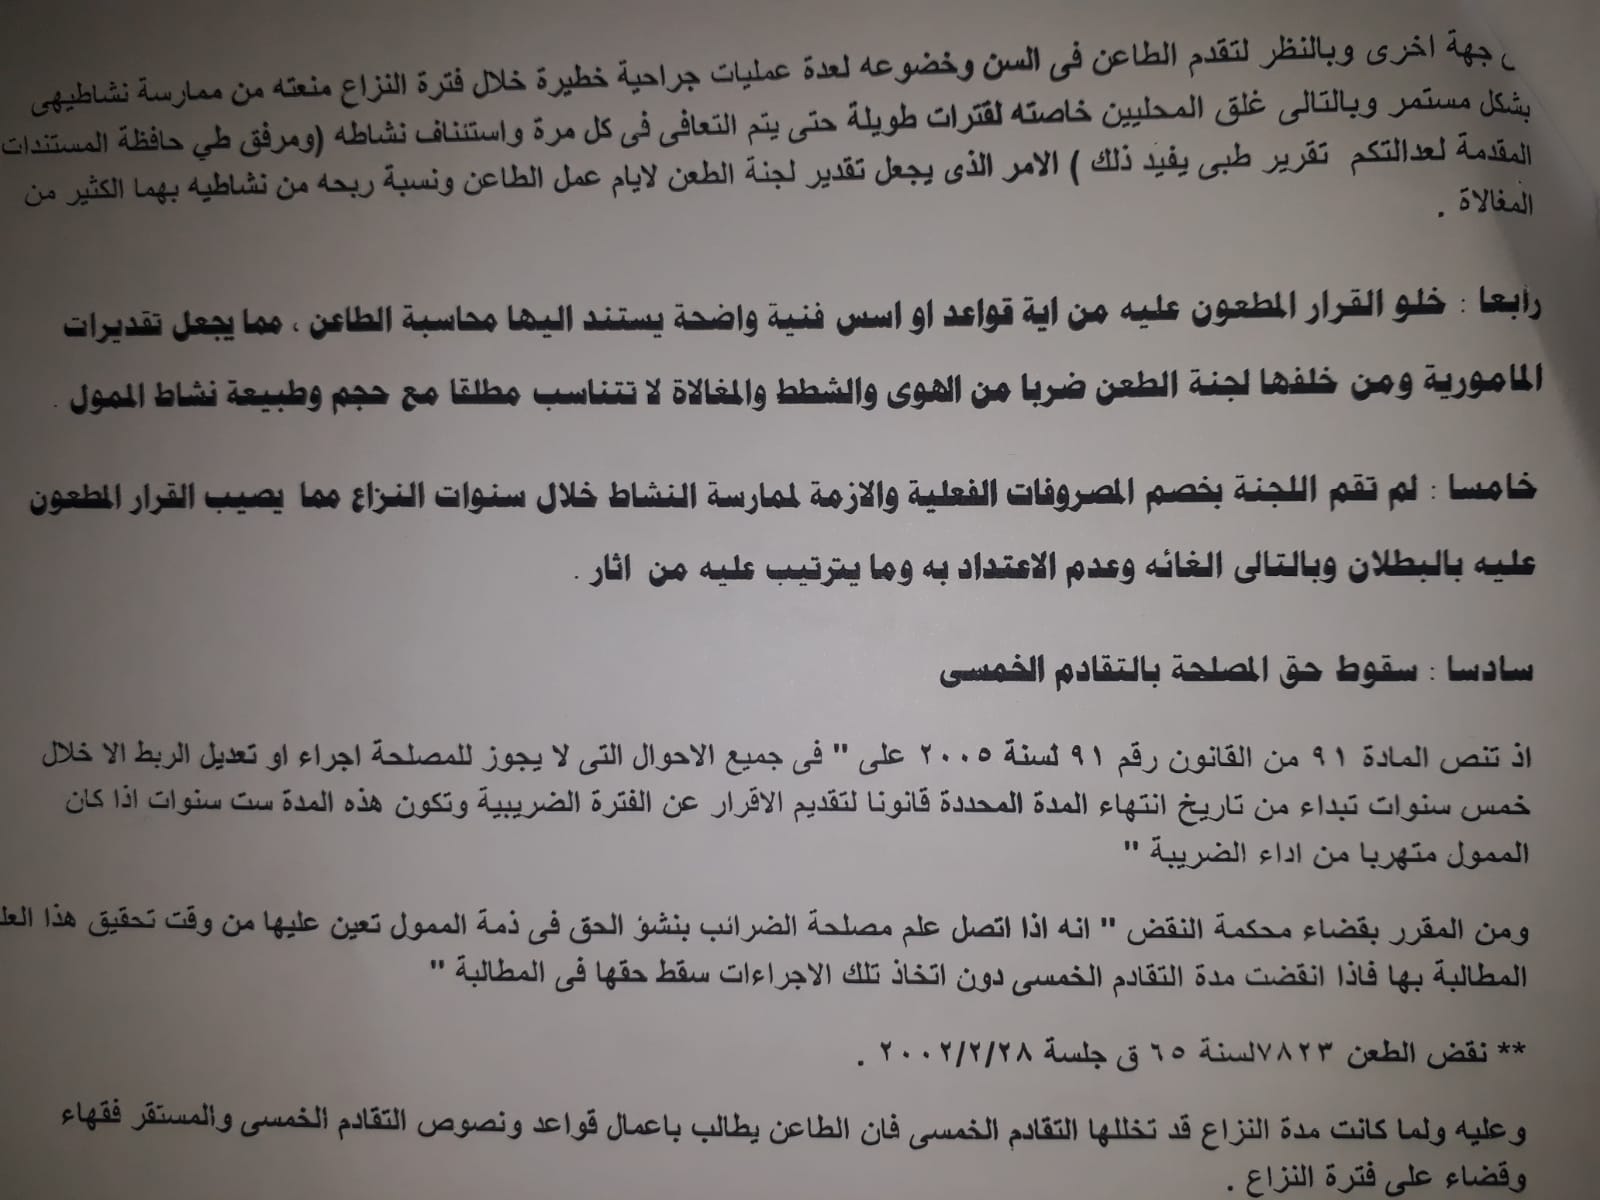 جهة اخرى وبالنظر لتقدم الطاعن فى السن وخضوعه لعدة عمليات جراحية خطيرة خلال فترة النزاع منعته من ممارسة نشاطيهى
بشكل مستمر وبالتالى غلق المحليين خاصته لفترات طويلة حتى يتم التعافى فى كل مرة واستئناف نشاطه (ومرفق طي حافظة المستندات
المقدمة لعدالتكم تقرير طبى يفيد ذلك ) الامر الذى يجعل تقدير لجنة الطعن لايام عمل الطاعن ونسبة ربحه من نشاطيه بهما الكثير من
المغالاة .
رابعا : خلو القرار المطعون عليه من اية قواعد او اسس فنية واضحة يستند اليها محاسبة الطاعن ، مما يجعل تقديرات
المامورية ومن خلفها لجنة الطعن ضربا من الهوى والشطط والمغالاة لا تتناسب مطلقا مع حجم وطبيعة نشاط الممول .
خامسا : لم تقم اللجنة بخصم المصروفات الفعلية والازمة لممارسة النشاط خلال سنوات النزاع مما يصيب القرار المطعون
عليه بالبطلان وبالتالى الغائه وعدم الاعتداد به وما يترتيب عليه من اثار .
سادسا : سقوط حق المصلحة بالتقادم الخمسى
اذ تنص المادة ٩١ من القانون رقم ٩١ لسنة ٢٠٠٥ على " فى جميع الاحوال التى لا يجوز للمصلحة اجراء او تعديل الربط الا خلال
خمس سنوات تبداء من تاريخ انتهاء المدة المحددة قانونا لتقديم الاقرار عن الفترة الضريبية وتكون هذه المدة ست سنوات اذا كان
الممول متهربا من اداء الضريبة "
ومن المقرر بقضاء محكمة النقض " انه اذا اتصل علم مصلحة الضرائب بنشؤ الحق فى ذمة الممول تعين عليها من وقت تحقيق هذا
المطالبة بها فاذا انقضت مدة التقادم الخمسى دون اتخاذ تلك الاجراءات سقط حقها فى المطالبة "
** نقض الطعن ٧٨٢٣لسنة ٦٥ ق جلسة ٢٠٠٢/٢/٢٨ .
وعليه ولما كانت مدة النزاع قد تخللها التقادم الخمسى فان الطاعن يطالب باعمال قواعد ونصوص التقادم الخمسى والمستقر فقهاء
وقضاء على فترة النزاع .